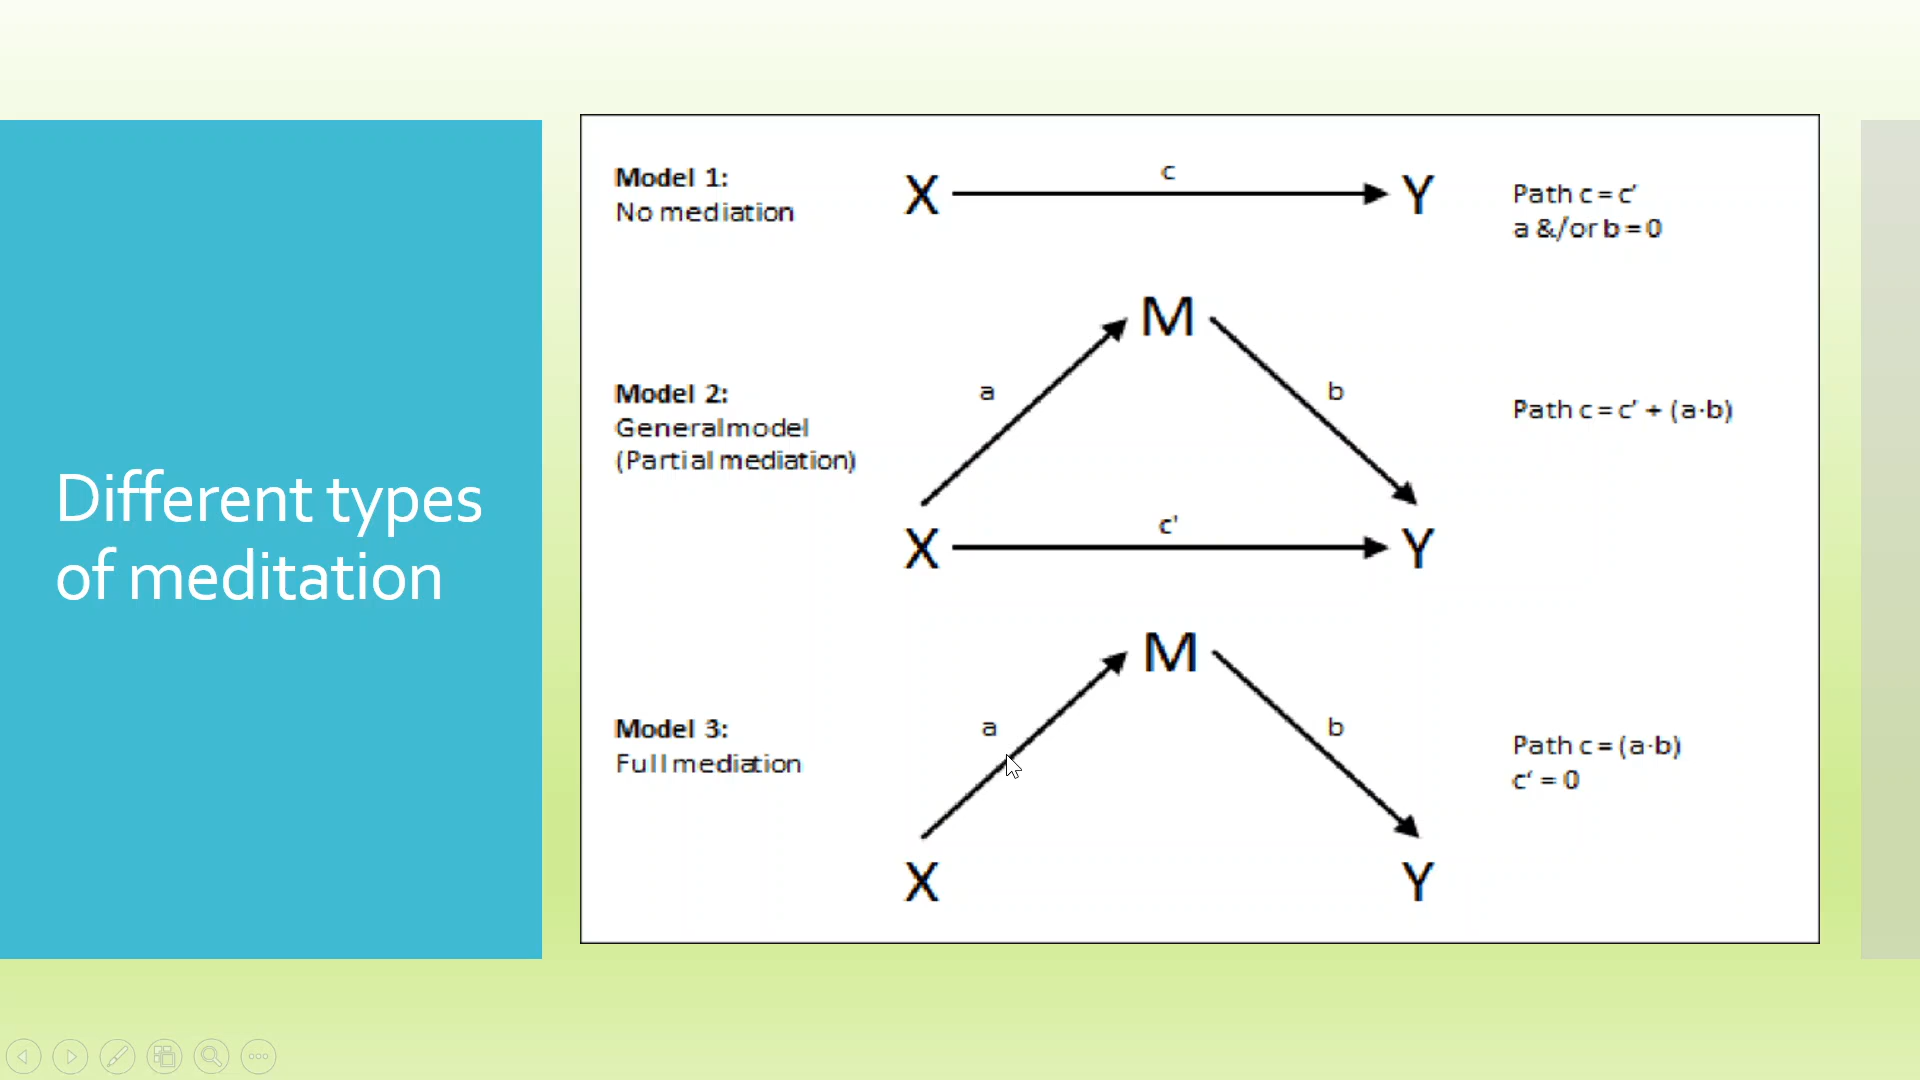 Different types
of meditation
Model 1:
No mediation
X
c
Y
Path c = c'
a &/or b = 0
M
Model 2:
General model
(Partial mediation)
a
b
Path c = c' + (a·b)
X
c'
Y
M
Model 3:
Full mediation
a
b
Path c = (a·b)
c' = 0
X
Y